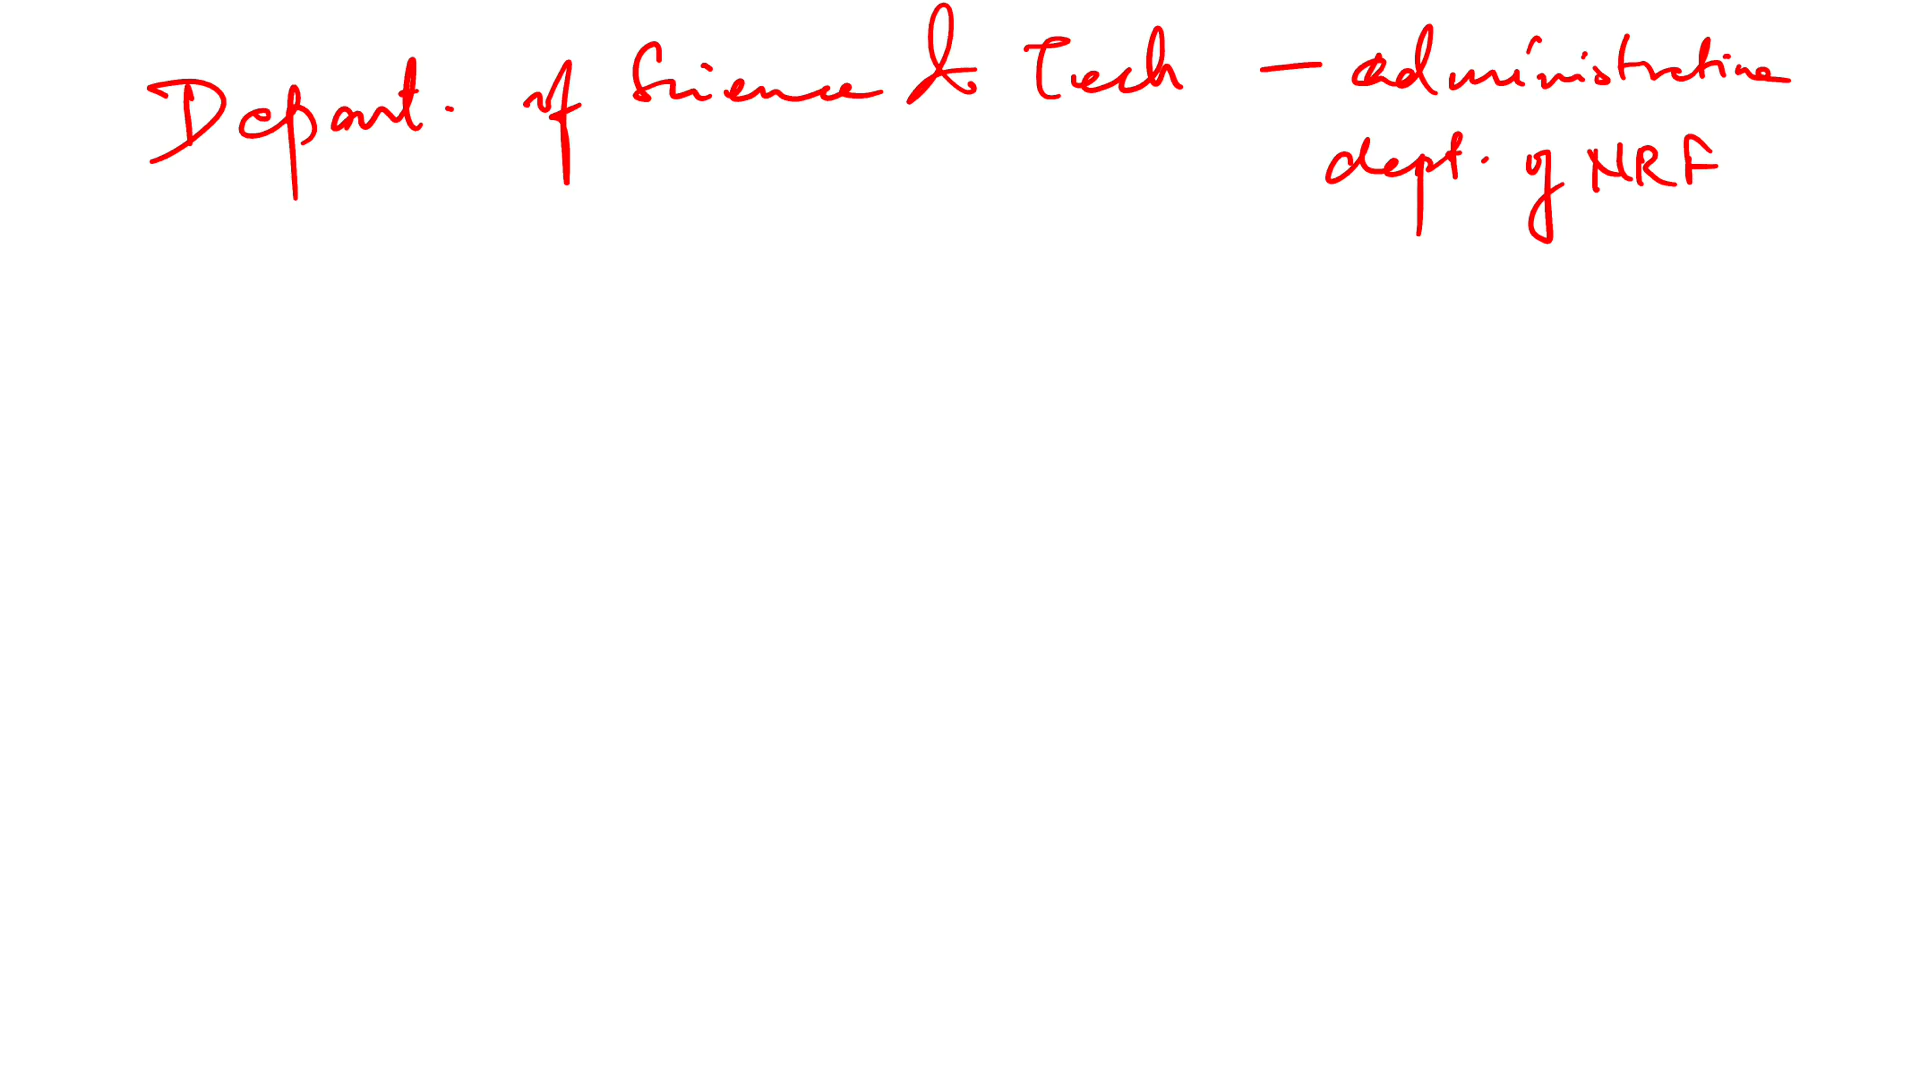 Depart. of Science & Tech — administrative
dept. of NRF